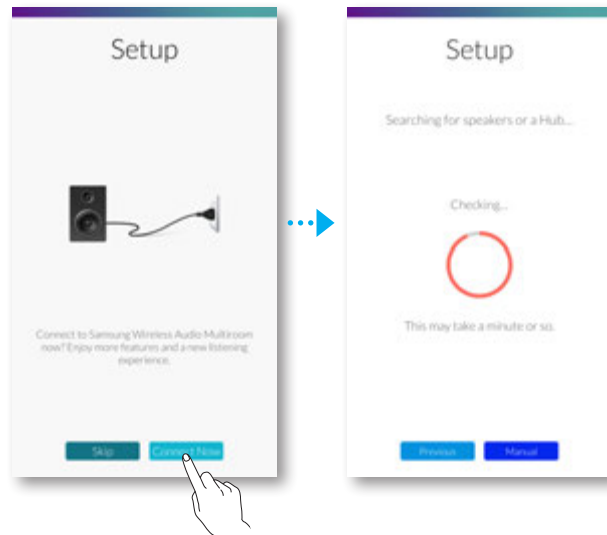 Setup
Connect to Samsung Wireless Audio Multiroom
now? Enjoy more features and a new listening
experience.
Skip
Connect Now
Setup
Searching for speakers or a Hub...
Checking...
This may take a minute or so.
Previous
Manual